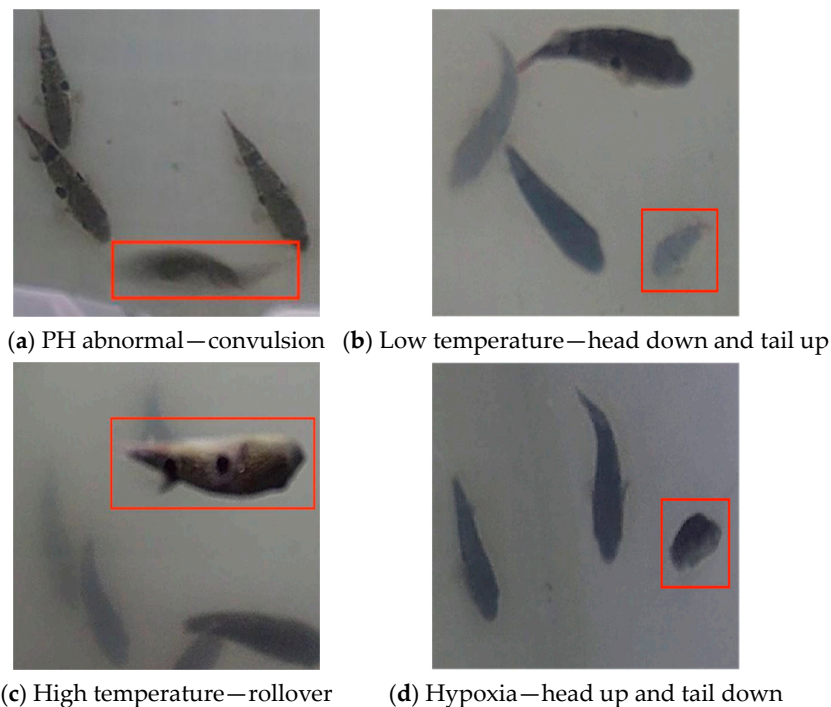 (a) PH abnormal—convulsion
(b) Low temperature—head down and tail up
(c) High temperature—rollover
(d) Hypoxia—head up and tail down